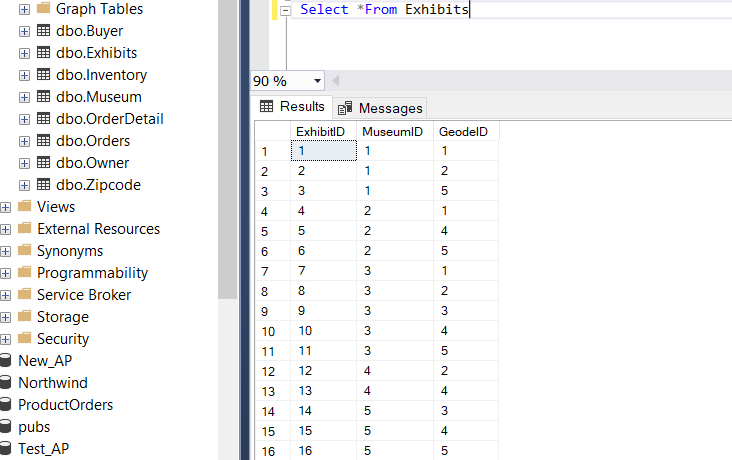 Graph Tables
dbo.Buyer
dbo.Exhibits
dbo.Inventory
dbo.Museum
dbo.OrderDetail
dbo.Orders
dbo.Owner
dbo.Zipcode
Views
External Resources
Synonyms
Programmability
Service Broker
Storage
Security
New_AP
Northwind
ProductOrders
pubs
Test_AP
Select *From Exhibits
90 %
Results Messages
ExhibitID MuseumID GeodeID
1 1 1 1
2 2 1 2
3 3 1 5
4 4 2 1
5 5 2 4
6 6 2 5
7 7 3 1
8 8 3 2
9 9 3 3
10 10 3 4
11 11 3 5
12 12 4 2
13 13 4 4
14 14 5 3
15 15 5 4
16 16 5 5